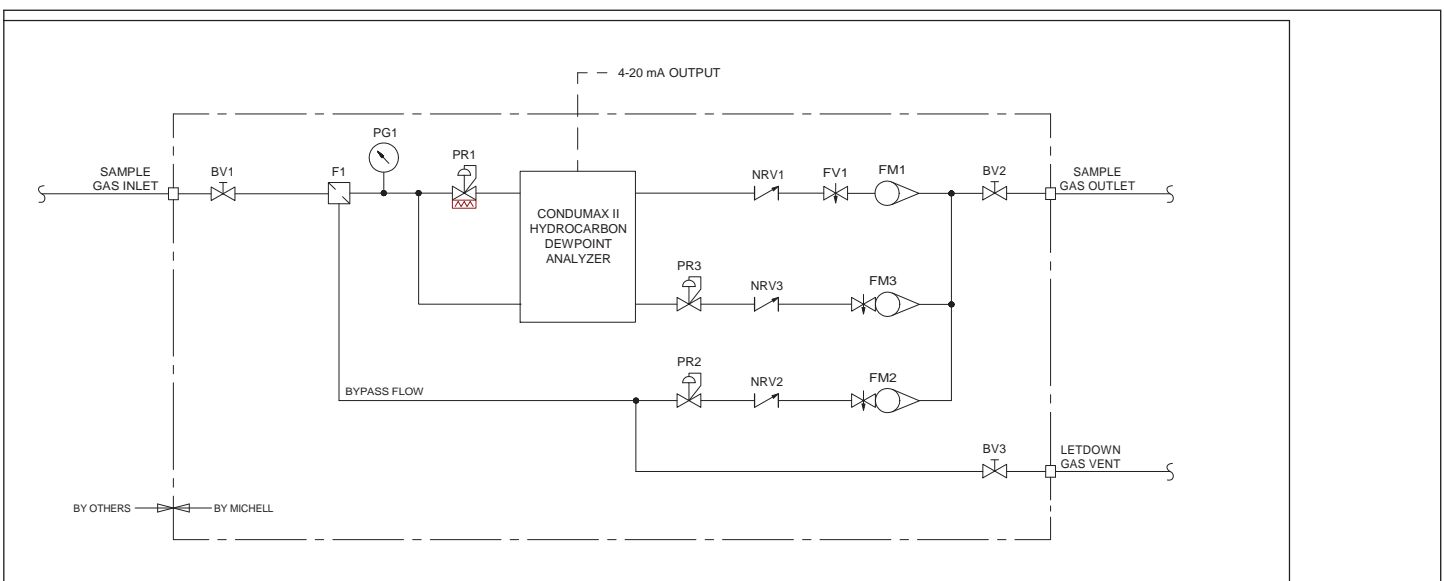 4-20 mA OUTPUT
PG1
PR1
SAMPLE
GAS INLET
BV1
F1
NRV1
FV1
FM1
BV2
SAMPLE
GAS OUTLET
CONDUMAX II
HYDROCARBON
DEWPOINT
ANALYZER
PR3
NRV3
FM3
PR2
NRV2
FM2
BYPASS FLOW
BV3
LETDOWN
GAS VENT
BY OTHERS
BY MICHELL